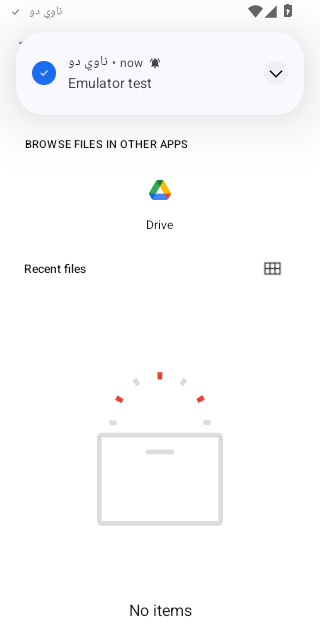 ناوي دو
ناوي دو • now
Emulator test
BROWSE FILES IN OTHER APPS
Drive
Recent files
No items